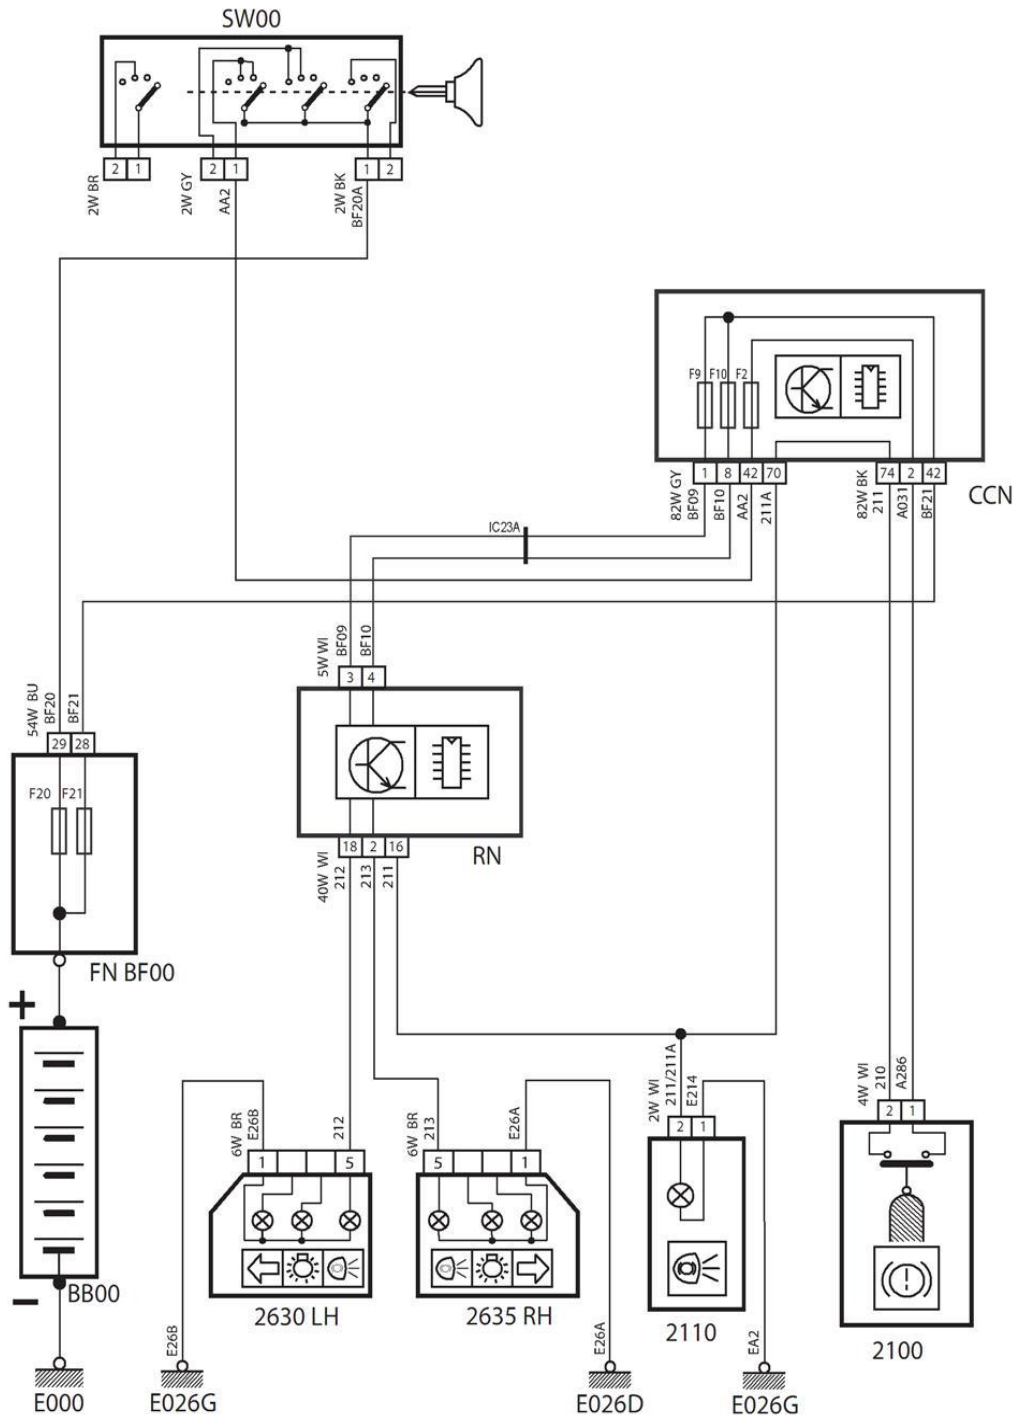 SW00
2 1
2 1
1 2
2W BR
2W GY
AA2
2W BK
BF20A
F9 F10 F2
1 8 42 70
74 2 42
82W GY
BF09
BF10
AA2
211A
82W BK
211
A031
BF21
CCN
IC23A
5W WI
BF09
BF10
3 4
54W BU
BF20
BF21
29 28
F20 F21
18 2 16
RN
40W WI
212
213
211
FN BF00
+
−
BB00
E000
6W BR
E26B
212
1 5
2630 LH
E26B
E026G
6W BR
213
E26A
5 1
2635 RH
E26A
E026D
2W WI
211/211A
E214
2 1
2110
EA2
E026G
4W WI
210
A286
2 1
2100